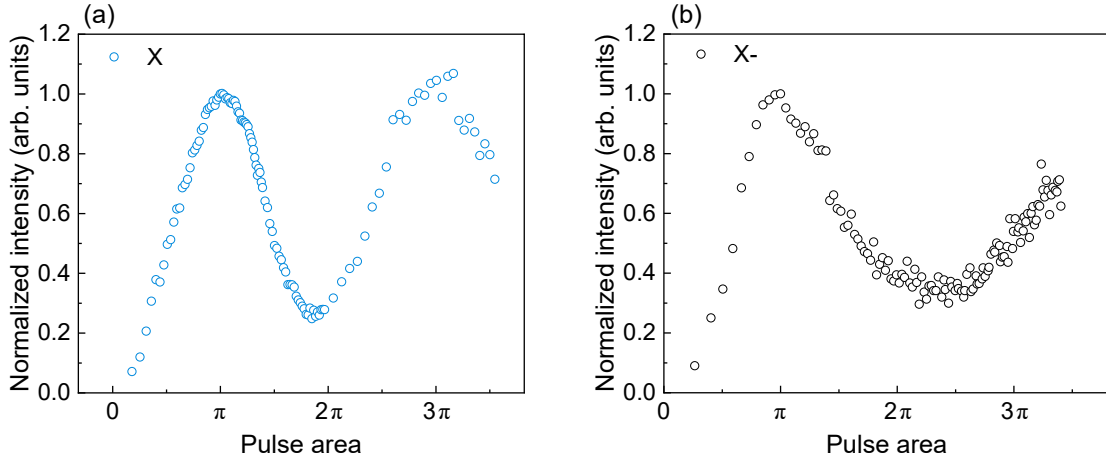 (a)
X
Normalized intensity (arb. units)
1.2
1.0
0.8
0.6
0.4
0.2
0.0
0
π
2π
3π
Pulse area
(b)
X-
Normalized intensity (arb. units)
1.2
1.0
0.8
0.6
0.4
0.2
0.0
0
π
2π
3π
Pulse area